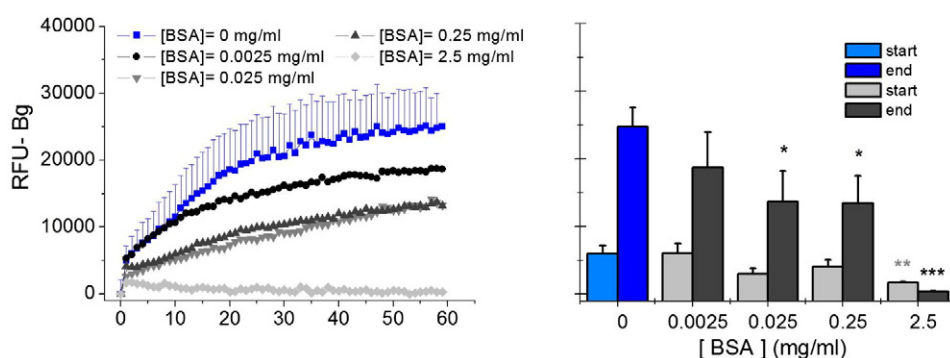 40000
30000
20000
10000
0
RFU- Bg
[BSA]= 0 mg/ml
[BSA]= 0.0025 mg/ml
[BSA]= 0.025 mg/ml
[BSA]= 0.25 mg/ml
[BSA]= 2.5 mg/ml
0 10 20 30 40 50 60
start
end
start
end
* * ** ***
0 0.0025 0.025 0.25 2.5
[ BSA ] (mg/ml)